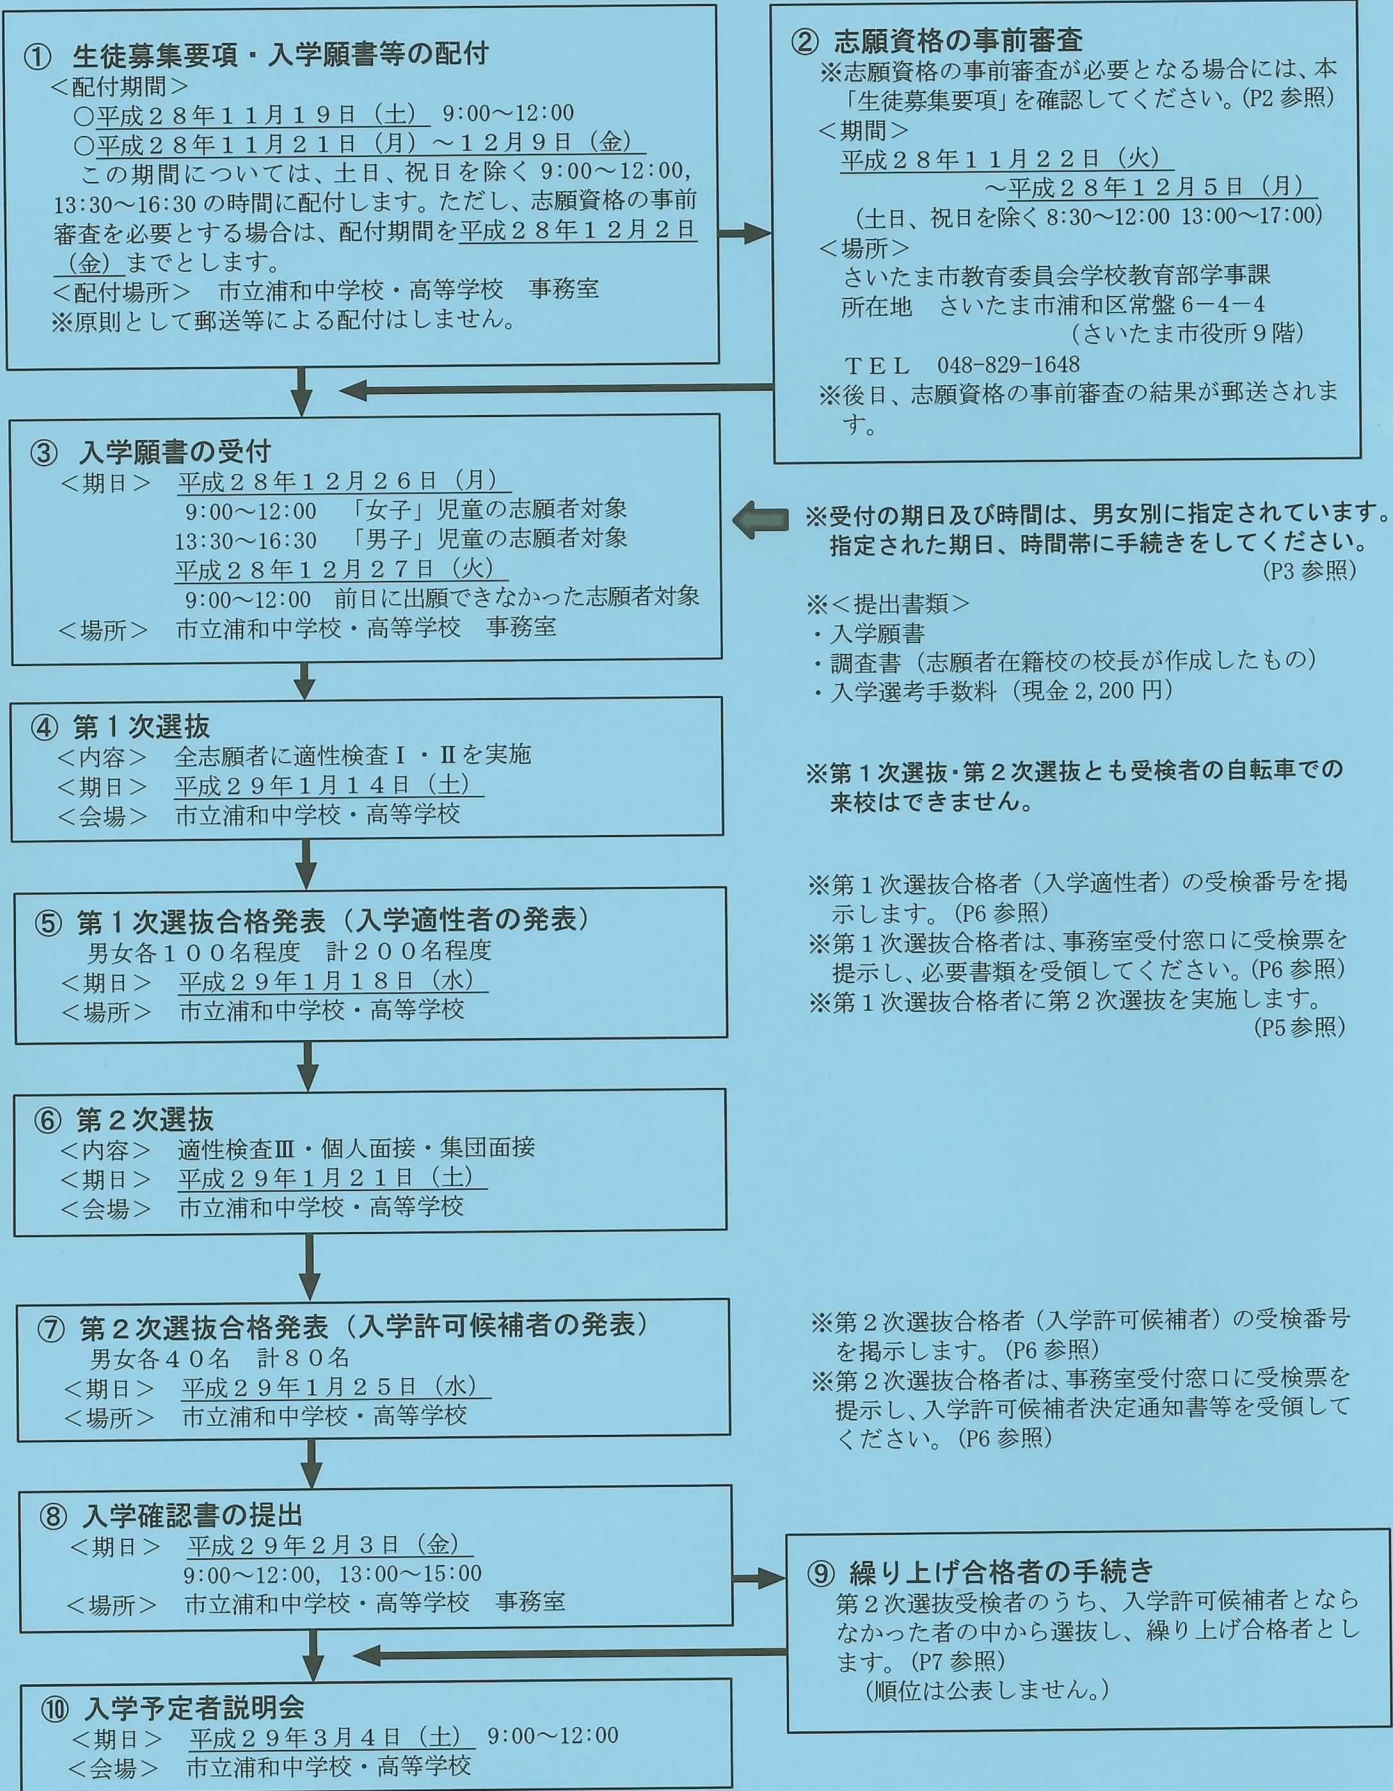 ① 生徒募集要項・入学願書等の配付
＜配付期間＞
○平成２８年１１月１９日（土） 9:00～12:00
○平成２８年１１月２１日（月）～１２月９日（金）
この期間については、土日、祝日を除く 9:00～12:00,
13:30～16:30 の時間に配付します。ただし、志願資格の事前
審査を必要とする場合は、配付期間を平成２８年１２月２日
（金）までとします。
＜配付場所＞ 市立浦和中学校・高等学校 事務室
※原則として郵送等による配付はしません。
② 志願資格の事前審査
※志願資格の事前審査が必要となる場合には、本
「生徒募集要項」を確認してください。(P2 参照)
＜期間＞
平成２８年１１月２２日（火）
～平成２８年１２月５日（月）
（土日、祝日を除く 8:30～12:00 13:00～17:00）
＜場所＞
さいたま市教育委員会学校教育部学事課
所在地 さいたま市浦和区常盤 6－4－4
（さいたま市役所９階）
ＴＥＬ 048-829-1648
※後日、志願資格の事前審査の結果が郵送されま
す。
③ 入学願書の受付
＜期日＞ 平成２８年１２月２６日（月）
9:00～12:00 「女子」児童の志願者対象
13:30～16:30 「男子」児童の志願者対象
平成２８年１２月２７日（火）
9:00～12:00 前日に出願できなかった志願者対象
＜場所＞ 市立浦和中学校・高等学校 事務室
※受付の期日及び時間は、男女別に指定されています。
指定された期日、時間帯に手続きをしてください。
(P3 参照)
※＜提出書類＞
・入学願書
・調査書（志願者在籍校の校長が作成したもの）
・入学選考手数料（現金 2,200 円）
④ 第１次選抜
＜内容＞ 全志願者に適性検査Ⅰ・Ⅱを実施
＜期日＞ 平成２９年１月１４日（土）
＜会場＞ 市立浦和中学校・高等学校
※第１次選抜・第２次選抜とも受検者の自転車での
来校はできません。
⑤ 第１次選抜合格発表（入学適性者の発表）
男女各１００名程度 計２００名程度
＜期日＞ 平成２９年１月１８日（水）
＜場所＞ 市立浦和中学校・高等学校
※第１次選抜合格者（入学適性者）の受検番号を掲
示します。(P6 参照)
※第１次選抜合格者は、事務室受付窓口に受検票を
提示し、必要書類を受領してください。(P6 参照)
※第１次選抜合格者に第２次選抜を実施します。
(P5 参照)
⑥ 第２次選抜
＜内容＞ 適性検査Ⅲ・個人面接・集団面接
＜期日＞ 平成２９年１月２１日（土）
＜会場＞ 市立浦和中学校・高等学校
⑦ 第２次選抜合格発表（入学許可候補者の発表）
男女各４０名 計８０名
＜期日＞ 平成２９年１月２５日（水）
＜場所＞ 市立浦和中学校・高等学校
※第２次選抜合格者（入学許可候補者）の受検番号
を掲示します。(P6 参照)
※第２次選抜合格者は、事務室受付窓口に受検票を
提示し、入学許可候補者決定通知書等を受領して
ください。(P6 参照)
⑧ 入学確認書の提出
＜期日＞ 平成２９年２月３日（金）
9:00～12:00, 13:00～15:00
＜場所＞ 市立浦和中学校・高等学校 事務室
⑨ 繰り上げ合格者の手続き
第２次選抜受検者のうち、入学許可候補者となら
なかった者の中から選抜し、繰り上げ合格者とし
ます。(P7 参照)
（順位は公表しません。）
⑩ 入学予定者説明会
＜期日＞ 平成２９年３月４日（土） 9:00～12:00
＜会場＞ 市立浦和中学校・高等学校